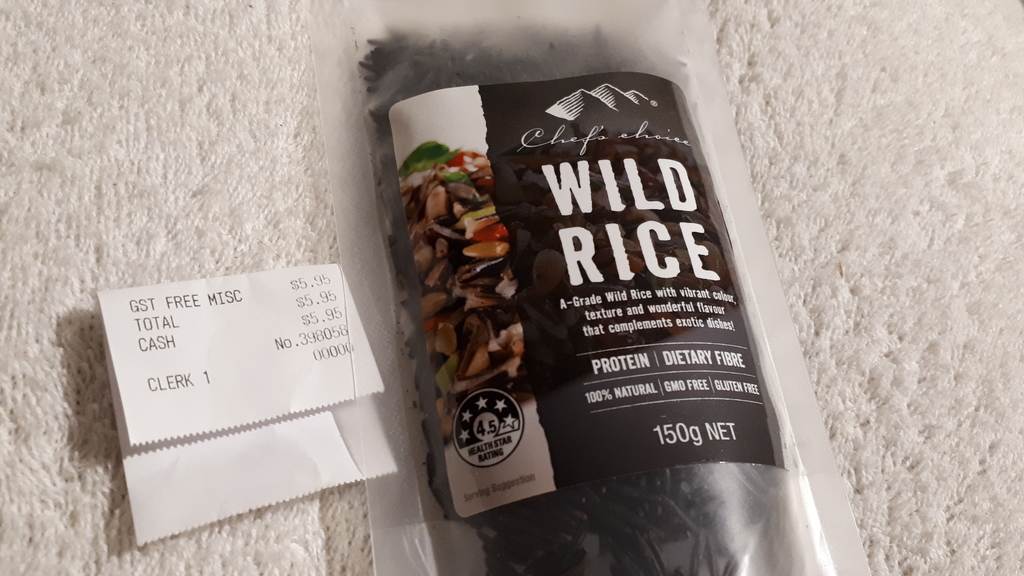 GST FREE MISC $5.95
TOTAL $5.95
CASH $5.95
No.398058
00000
CLERK 1
®
Chef's choice
WILD
RICE
A-Grade Wild Rice with vibrant colour,
texture and wonderful flavour
that complements exotic dishes!
PROTEIN | DIETARY FIBRE
100% NATURAL | GMO FREE | GLUTEN FREE
150g NET
4.5
HEALTH STAR
RATING
Serving Suggestion